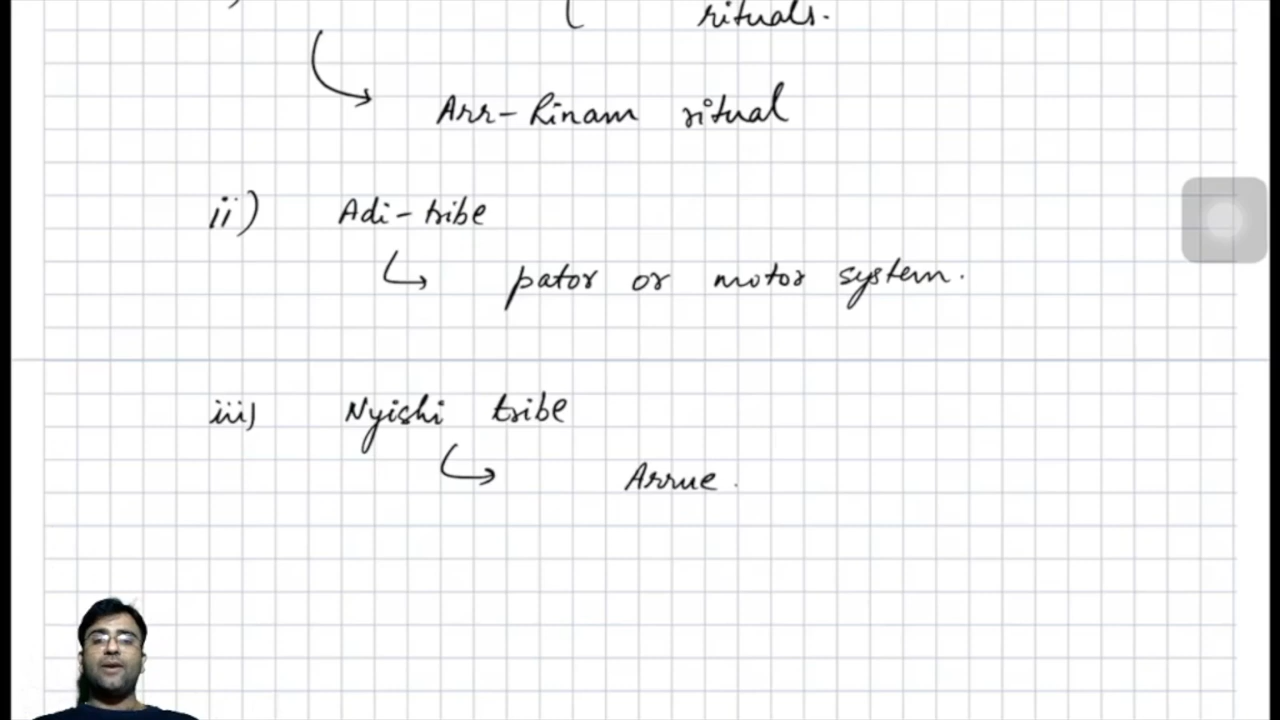 rituals.
Arr-Rinam ritual
ii) Adi-tribe
pator or motor system.
iii) Nyishi tribe
Arrue.